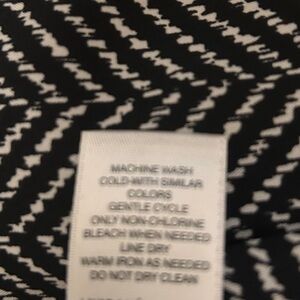 MACHINE WASH
COLD-WITH SIMILAR
COLORS
GENTLE CYCLE
ONLY NON-CHLORINE
BLEACH WHEN NEEDED
LINE DRY
WARM IRON AS NEEDED
DO NOT DRY CLEAN